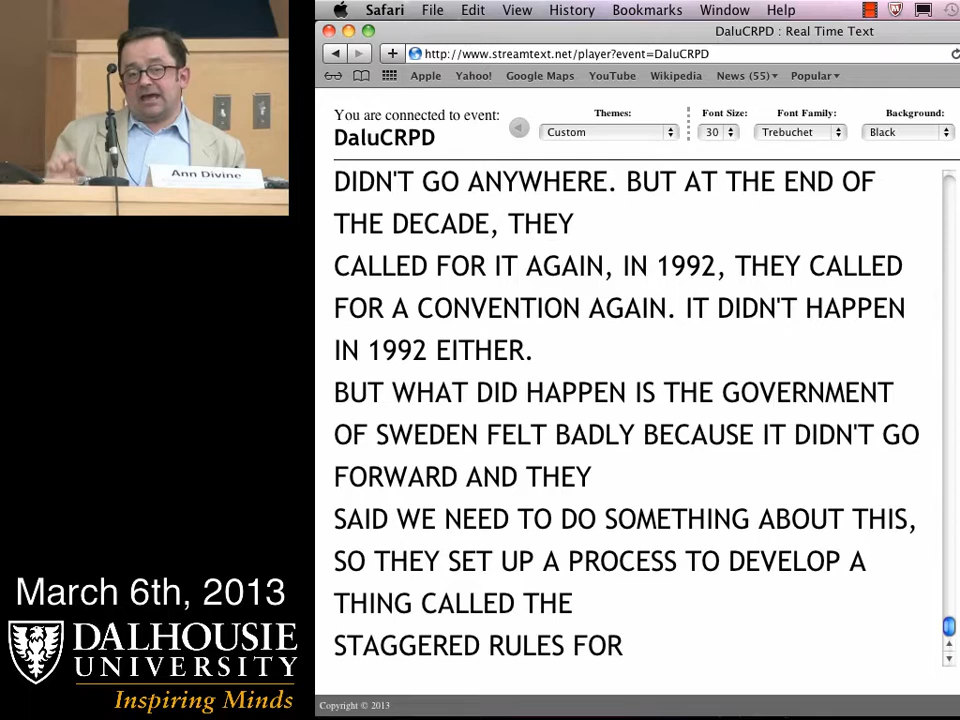 Safari File Edit View History Bookmarks Window Help
DaluCRPD : Real Time Text
http://www.streamtext.net/player?event=DaluCRPD
Apple Yahoo! Google Maps YouTube Wikipedia News (55) Popular
You are connected to event:
DaluCRPD
Themes: Font Size: Font Family: Background:
Custom 30 Trebuchet Black
DIDN'T GO ANYWHERE. BUT AT THE END OF
THE DECADE, THEY
CALLED FOR IT AGAIN, IN 1992, THEY CALLED
FOR A CONVENTION AGAIN. IT DIDN'T HAPPEN
IN 1992 EITHER.
BUT WHAT DID HAPPEN IS THE GOVERNMENT
OF SWEDEN FELT BADLY BECAUSE IT DIDN'T GO
FORWARD AND THEY
SAID WE NEED TO DO SOMETHING ABOUT THIS,
SO THEY SET UP A PROCESS TO DEVELOP A
THING CALLED THE
STAGGERED RULES FOR
Copyright © 2013
Ann Divine
March 6th, 2013
DALHOUSIE
UNIVERSITY
Inspiring Minds